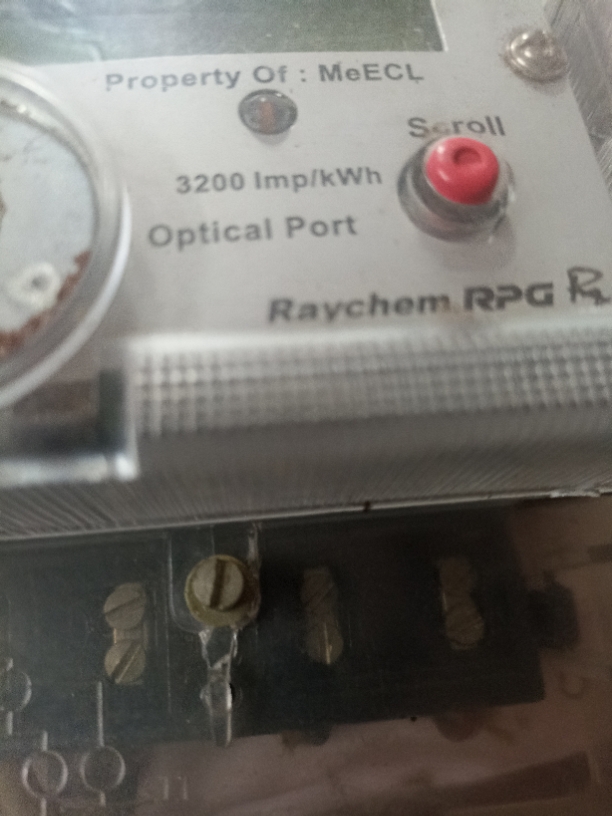 Property Of : MeECL
Scroll
3200 Imp/kWh
Optical Port
Raychem RPG